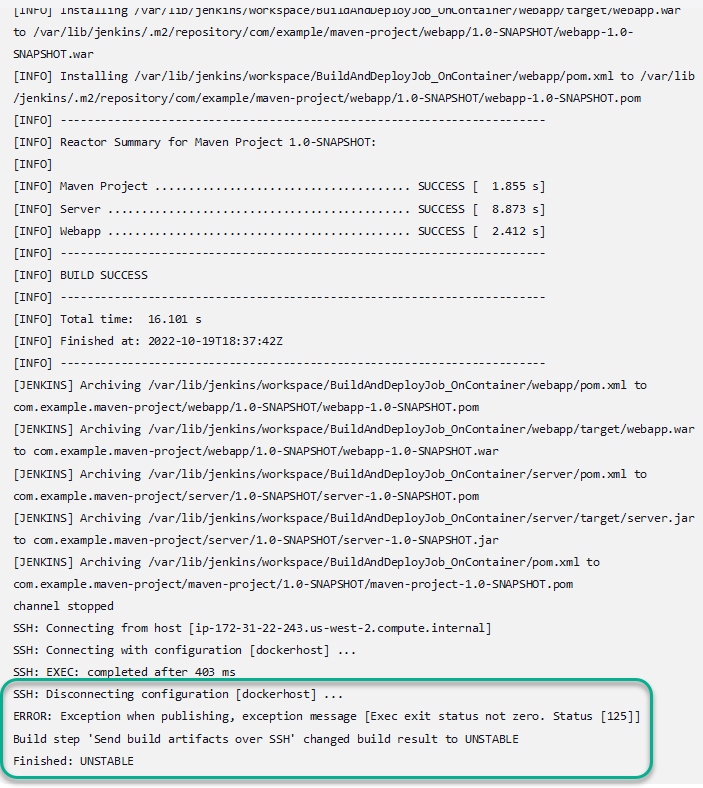 [INFO] Installing /var/lib/jenkins/workspace/BuildAndDeployJob_OnContainer/webapp/target/webapp.war
to /var/lib/jenkins/.m2/repository/com/example/maven-project/webapp/1.0-SNAPSHOT/webapp-1.0-
SNAPSHOT.war
[INFO] Installing /var/lib/jenkins/workspace/BuildAndDeployJob_OnContainer/webapp/pom.xml to /var/lib
/jenkins/.m2/repository/com/example/maven-project/webapp/1.0-SNAPSHOT/webapp-1.0-SNAPSHOT.pom
[INFO] ------------------------------------------------------------------------
[INFO] Reactor Summary for Maven Project 1.0-SNAPSHOT:
[INFO]
[INFO] Maven Project ...................................... SUCCESS [  1.855 s]
[INFO] Server ............................................. SUCCESS [  8.873 s]
[INFO] Webapp ............................................. SUCCESS [  2.412 s]
[INFO] ------------------------------------------------------------------------
[INFO] BUILD SUCCESS
[INFO] ------------------------------------------------------------------------
[INFO] Total time:  16.101 s
[INFO] Finished at: 2022-10-19T18:37:42Z
[INFO] ------------------------------------------------------------------------
[JENKINS] Archiving /var/lib/jenkins/workspace/BuildAndDeployJob_OnContainer/webapp/pom.xml to
com.example.maven-project/webapp/1.0-SNAPSHOT/webapp-1.0-SNAPSHOT.pom
[JENKINS] Archiving /var/lib/jenkins/workspace/BuildAndDeployJob_OnContainer/webapp/target/webapp.war
to com.example.maven-project/webapp/1.0-SNAPSHOT/webapp-1.0-SNAPSHOT.war
[JENKINS] Archiving /var/lib/jenkins/workspace/BuildAndDeployJob_OnContainer/server/pom.xml to
com.example.maven-project/server/1.0-SNAPSHOT/server-1.0-SNAPSHOT.pom
[JENKINS] Archiving /var/lib/jenkins/workspace/BuildAndDeployJob_OnContainer/server/target/server.jar
to com.example.maven-project/server/1.0-SNAPSHOT/server-1.0-SNAPSHOT.jar
[JENKINS] Archiving /var/lib/jenkins/workspace/BuildAndDeployJob_OnContainer/pom.xml to
com.example.maven-project/maven-project/1.0-SNAPSHOT/maven-project-1.0-SNAPSHOT.pom
channel stopped
SSH: Connecting from host [ip-172-31-22-243.us-west-2.compute.internal]
SSH: Connecting with configuration [dockerhost] ...
SSH: EXEC: completed after 403 ms
SSH: Disconnecting configuration [dockerhost] ...
ERROR: Exception when publishing, exception message [Exec exit status not zero. Status [125]]
Build step 'Send build artifacts over SSH' changed build result to UNSTABLE
Finished: UNSTABLE